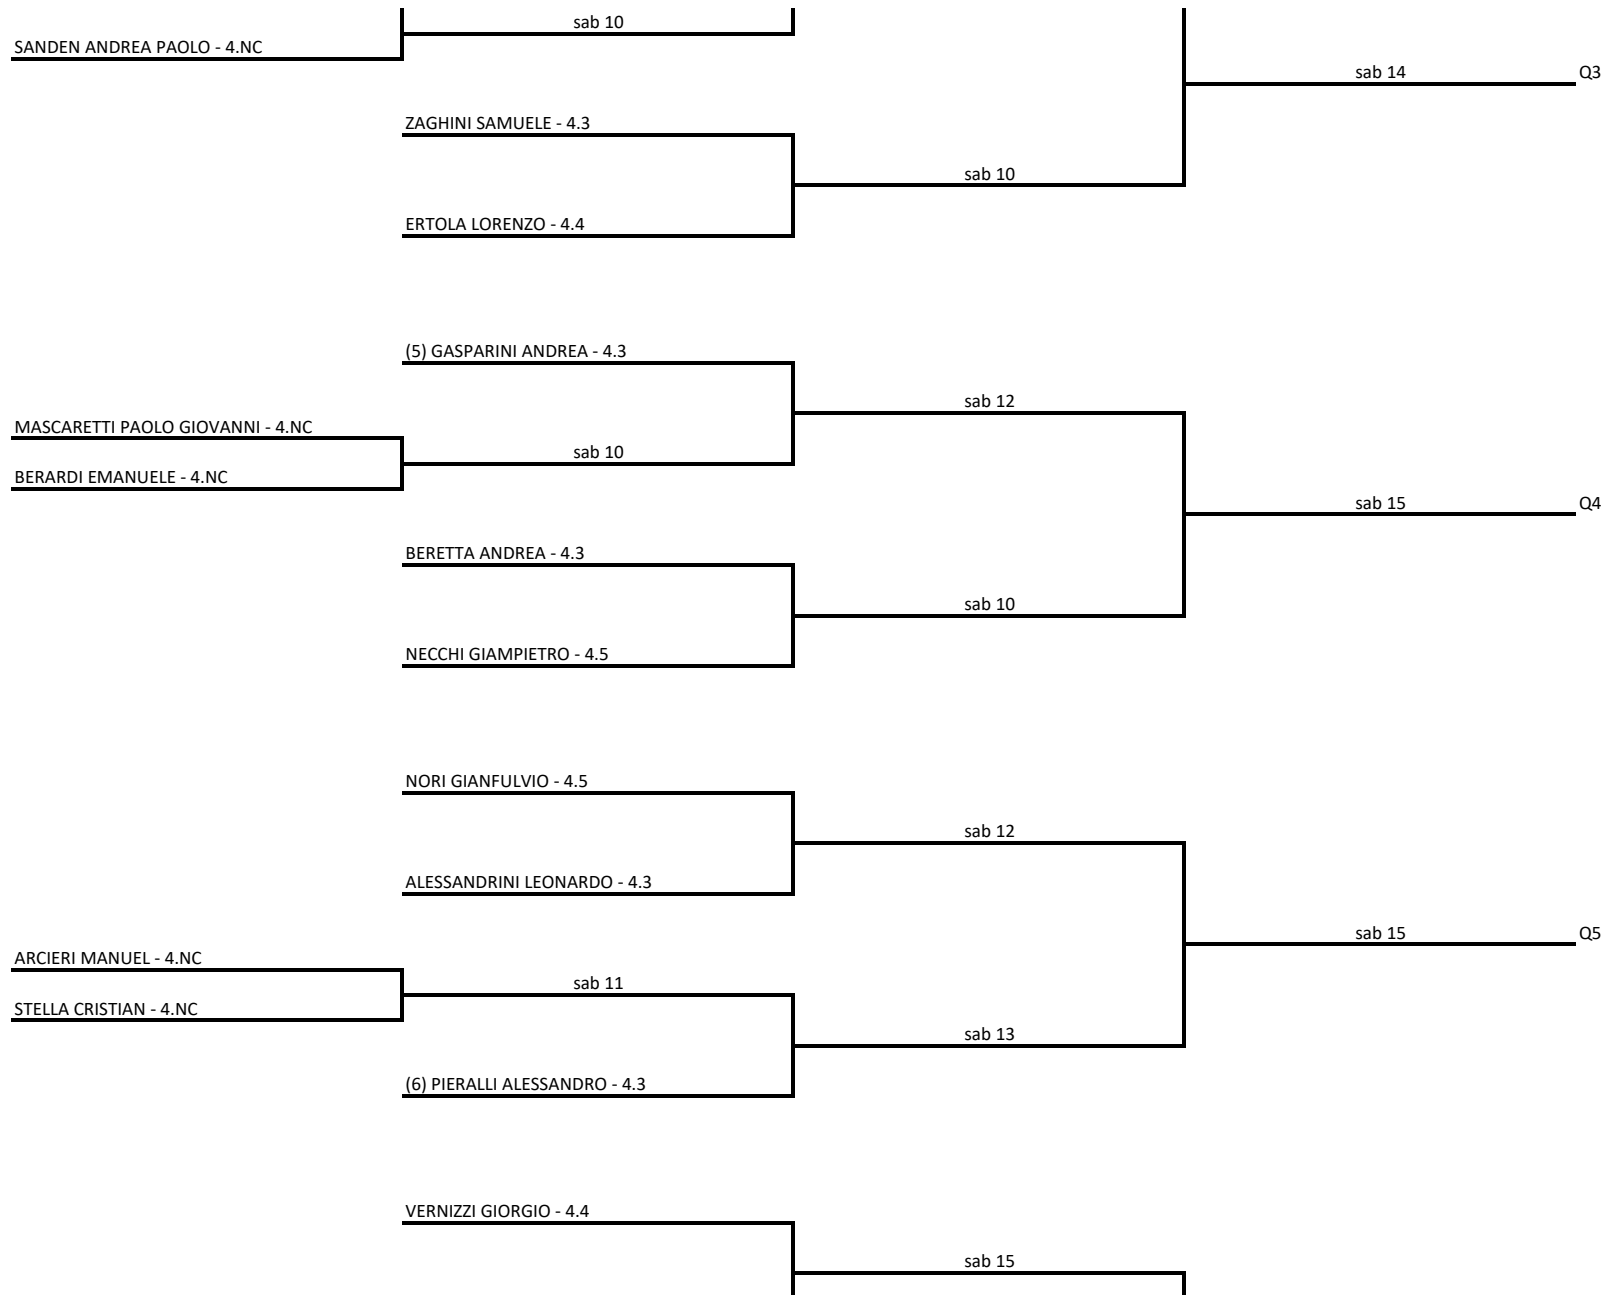 sab 10
SANDEN ANDREA PAOLO - 4.NC
sab 14
Q3
ZAGHINI SAMUELE - 4.3
sab 10
ERTOLA LORENZO - 4.4
(5) GASPARINI ANDREA - 4.3
sab 12
MASCARETTI PAOLO GIOVANNI - 4.NC
sab 10
BERARDI EMANUELE - 4.NC
sab 15
Q4
BERETTA ANDREA - 4.3
sab 10
NECCHI GIAMPIETRO - 4.5
NORI GIANFULVIO - 4.5
sab 12
ALESSANDRINI LEONARDO - 4.3
sab 15
Q5
ARCIERI MANUEL - 4.NC
sab 11
STELLA CRISTIAN - 4.NC
sab 13
(6) PIERALLI ALESSANDRO - 4.3
VERNIZZI GIORGIO - 4.4
sab 15